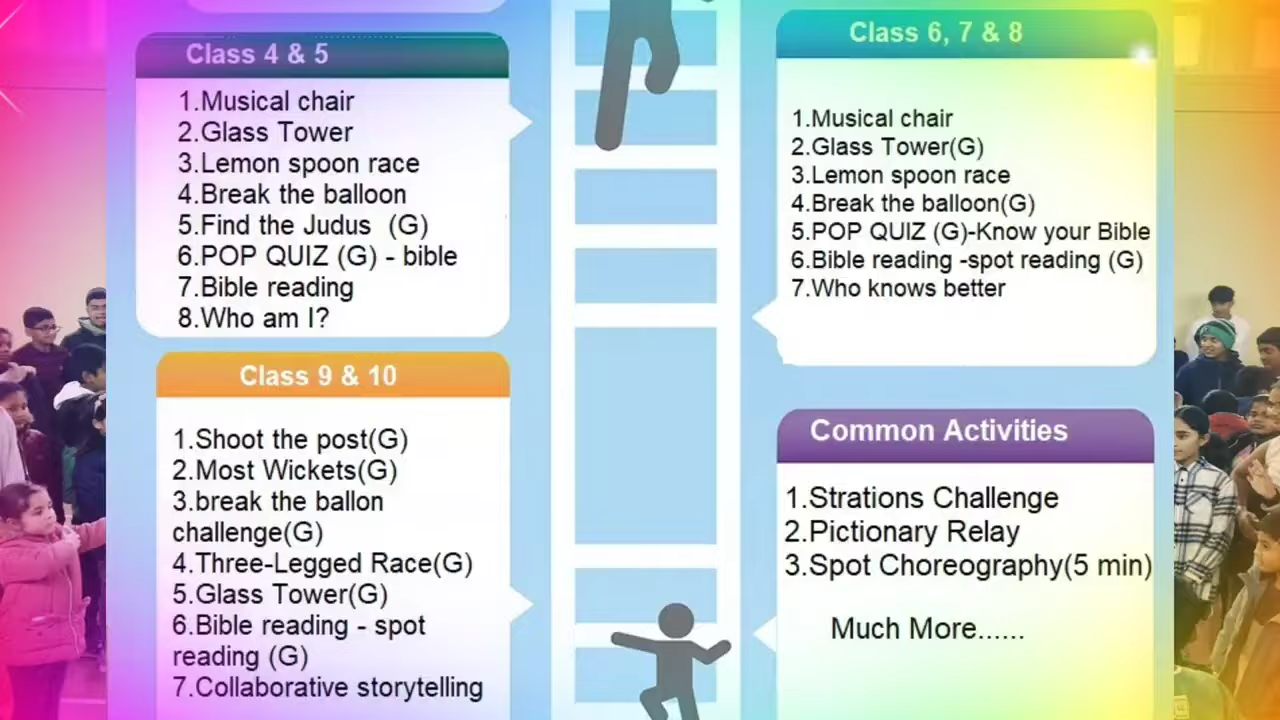 Class 4 & 5
1.Musical chair
2.Glass Tower
3.Lemon spoon race
4.Break the balloon
5.Find the Judus (G)
6.POP QUIZ (G) - bible
7.Bible reading
8.Who am I?
Class 9 & 10
1.Shoot the post(G)
2.Most Wickets(G)
3.break the ballon
challenge(G)
4.Three-Legged Race(G)
5.Glass Tower(G)
6.Bible reading - spot
reading (G)
7.Collaborative storytelling
Class 6, 7 & 8
1.Musical chair
2.Glass Tower(G)
3.Lemon spoon race
4.Break the balloon(G)
5.POP QUIZ (G)-Know your Bible
6.Bible reading -spot reading (G)
7.Who knows better
Common Activities
1.Strations Challenge
2.Pictionary Relay
3.Spot Choreography(5 min)
Much More......